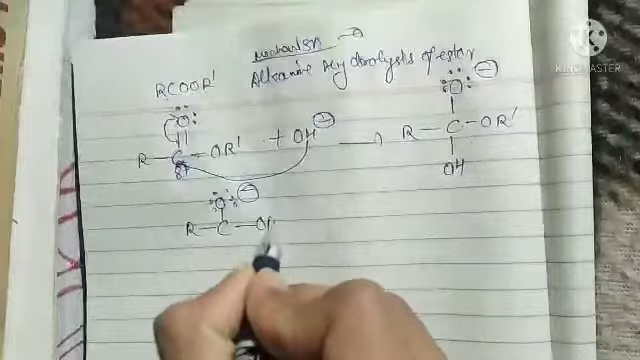 Mechanism →
Alkaline Hydrolysis of ester
RCOOR'
O
R – C – OR' + OH ⊖ →
δ+
O ⊖
R – C – OR'
OH
O ⊖
R – C – O
KINEMASTER